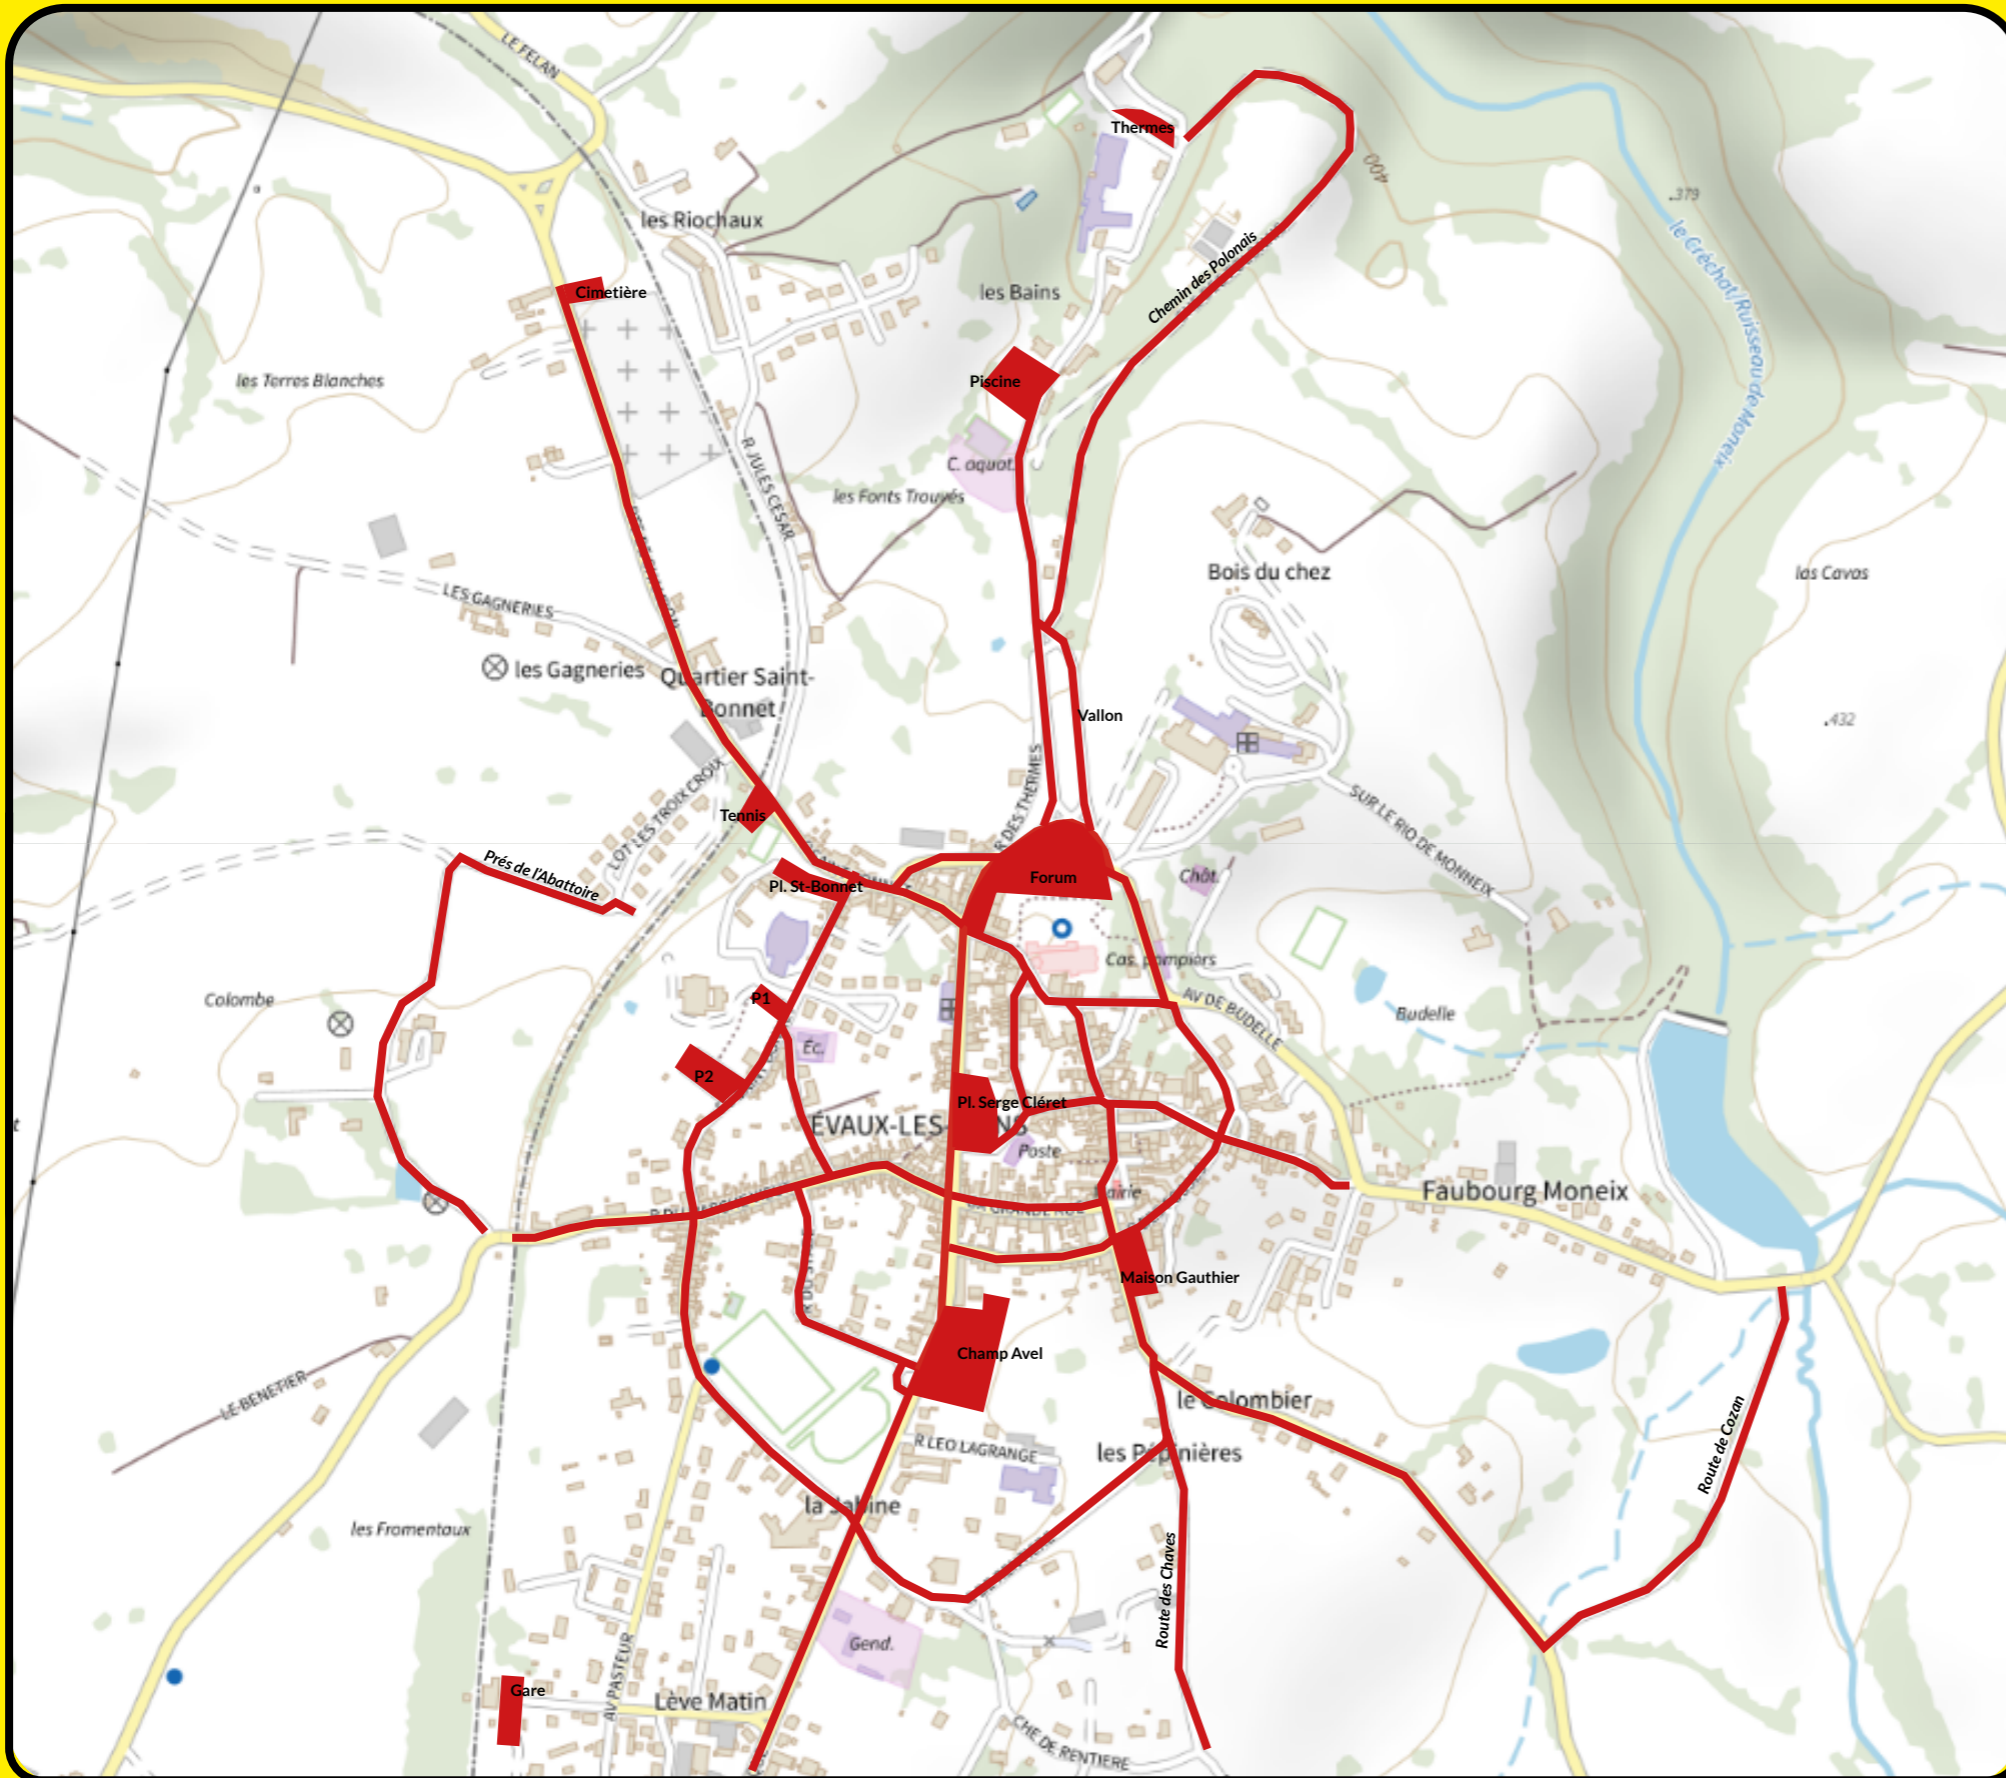 LE FELAN
Thermes
400
.379
les Riochaux
le Créchat/Ruisseau de Moneix
Chemin des Polonais
Cimetière
les Bains
les Terres Blanches
Piscine
R JULES CESAR
C. aquat.
les Fonts Trouvés
Bois du chez
las Cavas
LES GAGNERIES
les Gagneries
Quartier Saint-
Bonnet
Vallon
.432
R DES THERMES
LOT LES TROIX CROIX
SUR LE RIO DE MONNEIX
Tennis
Prés de l'Abattoire
Pl. St-Bonnet
Forum
Chât.
Cas. pompiers
Colombe
P1
AV DE BUDELLE
Budelle
Éc.
P2
Pl. Serge Cléret
ÉVAUX-LES-
Poste
Faubourg Moneix
LA GRANDE RUE
Maison Gauthier
Champ Avel
LE BENETIER
le Colombier
R LEO LAGRANGE
les Pépinières
Route de Cozan
les Fromentaux
Route des Chaves
Gend.
AV PASTEUR
Gare
Lève Matin
CHE DE RENTIERE